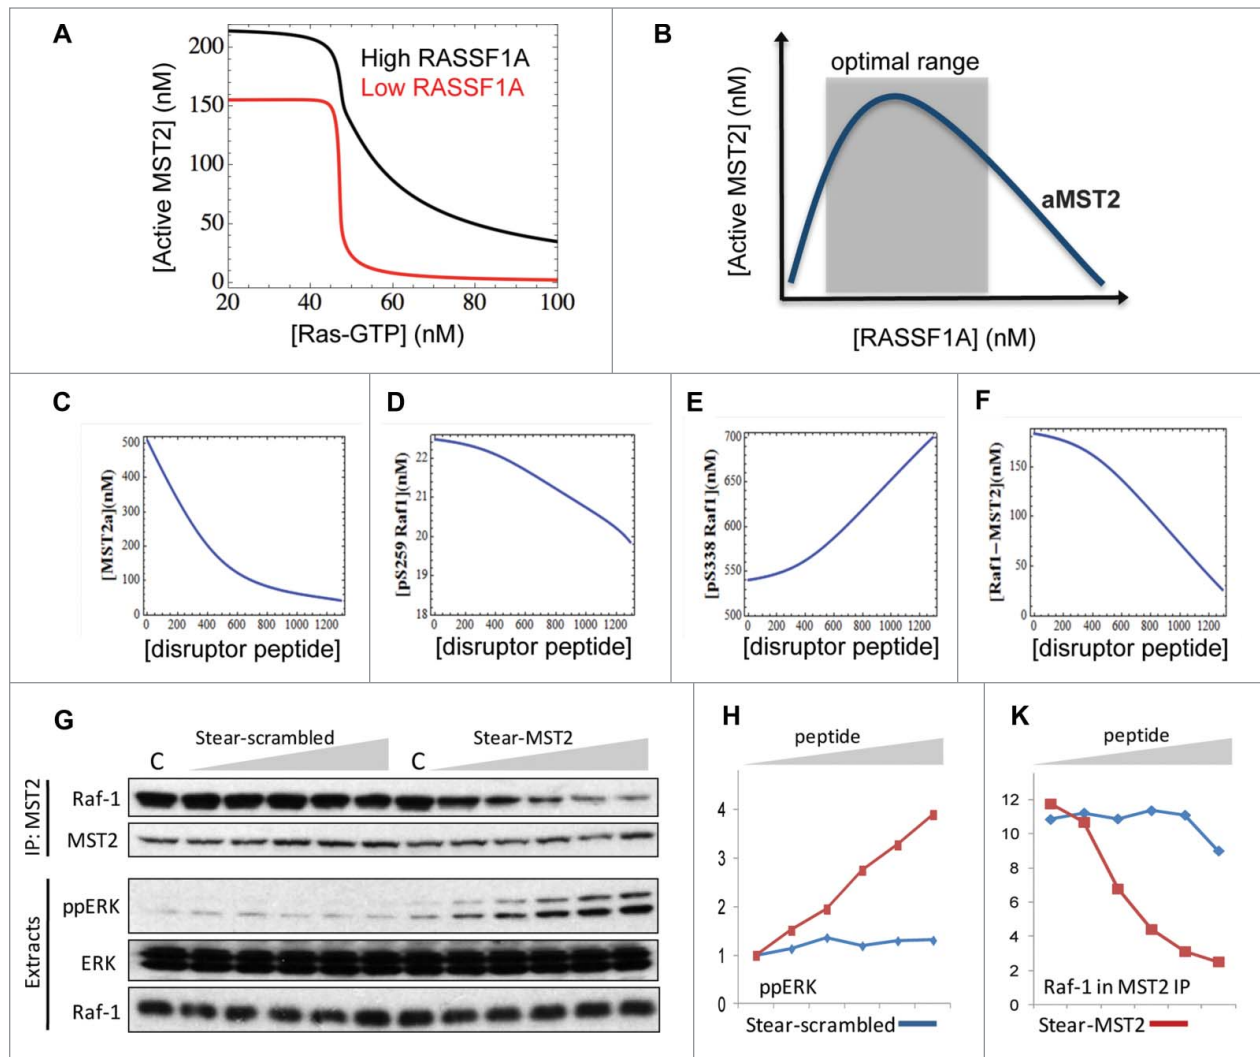 A
High RASSF1A
Low RASSF1A
[Active MST2] (nM)
200
150
100
50
0
20 40 60 80 100
[Ras-GTP] (nM)
B
optimal range
aMST2
[Active MST2] (nM)
[RASSF1A] (nM)
C
[MST2a](nM)
500
400
300
200
100
0
0 200 400 600 800 1000 1200
[disruptor peptide]
D
[pS259 Raf1](nM)
22
21
20
19
18
0 200 400 600 800 1000 1200
[disruptor peptide]
E
[pS338 Raf1](nM)
700
650
600
550
500
0 200 400 600 800 1000 1200
[disruptor peptide]
F
[Raf1−MST2](nM)
150
100
50
0
0 200 400 600 800 1000 1200
[disruptor peptide]
G
Stear-scrambled
Stear-MST2
C
C
IP: MST2
Raf-1
MST2
Extracts
ppERK
ERK
Raf-1
H
peptide
4
3
2
1
0
ppERK
Stear-scrambled
K
peptide
12
10
8
6
4
2
0
Raf-1 in MST2 IP
Stear-MST2